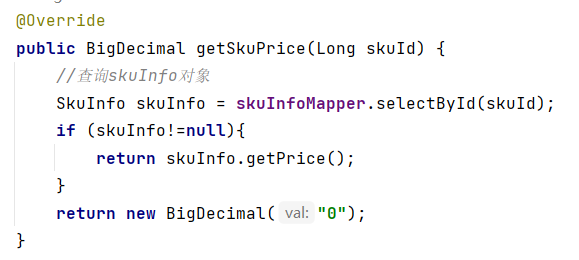 @Override
public BigDecimal getSkuPrice(Long skuId) {
//查询skuInfo对象
SkuInfo skuInfo = skuInfoMapper.selectById(skuId);
if (skuInfo!=null){
return skuInfo.getPrice();
}
return new BigDecimal( val: "0");
}